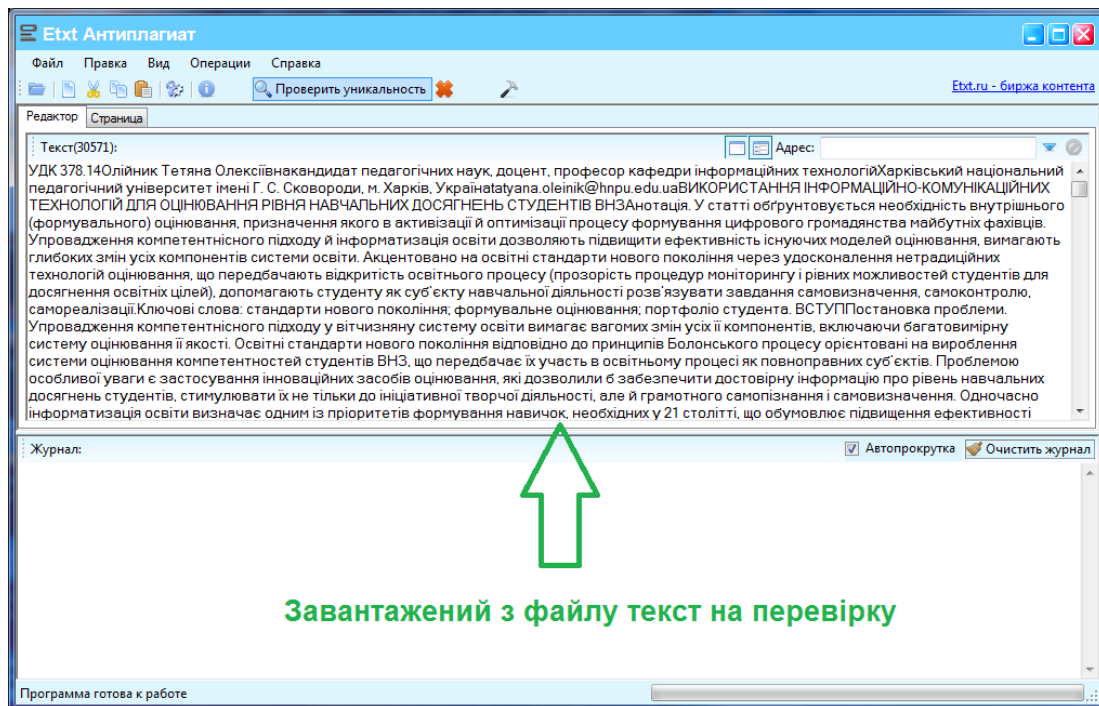 Etxt Антиплагиат
Файл Правка Вид Операции Справка
Проверить уникальность
Etxt.ru - биржа контента
Редактор Страница
Текст(30571): Адрес:
УДК 378.14Олійник Тетяна Олексіївнакандидат педагогічних наук, доцент, професор кафедри інформаційних технологійХарківський національний
педагогічний університет імені Г. С. Сковороди, м. Харків, Українаtatyana.oleinik@hnpu.edu.uaВИКОРИСТАННЯ ІНФОРМАЦІЙНО-КОМУНІКАЦІЙНИХ
ТЕХНОЛОГІЙ ДЛЯ ОЦІНЮВАННЯ РІВНЯ НАВЧАЛЬНИХ ДОСЯГНЕНЬ СТУДЕНТІВ ВНЗАнотація. У статті обґрунтовується необхідність внутрішнього
(формувального) оцінювання, призначення якого в активізації й оптимізації процесу формування цифрового громадянства майбутніх фахівців.
Упровадження компетентнісного підходу й інформатизація освіти дозволяють підвищити ефективність існуючих моделей оцінювання, вимагають
глибоких змін усіх компонентів системи освіти. Акцентовано на освітні стандарти нового покоління через удосконалення нетрадиційних
технологій оцінювання, що передбачають відкритість освітнього процесу (прозорість процедур моніторингу і рівних можливостей студентів для
досягнення освітніх цілей), допомагають студенту як суб'єкту навчальної діяльності розв'язувати завдання самовизначення, самоконтролю,
самореалізації.Ключові слова: стандарти нового покоління; формувальне оцінювання; портфоліо студента. ВСТУППостановка проблеми.
Упровадження компетентнісного підходу у вітчизняну систему освіти вимагає вагомих змін усіх її компонентів, включаючи багатовимірну
систему оцінювання її якості. Освітні стандарти нового покоління відповідно до принципів Болонського процесу орієнтовані на вироблення
системи оцінювання компетентностей студентів ВНЗ, що передбачає їх участь в освітньому процесі як повноправних суб'єктів. Проблемою
особливої уваги є застосування інноваційних засобів оцінювання, які дозволили б забезпечити достовірну інформацію про рівень навчальних
досягнень студентів, стимулювати їх не тільки до ініціативної творчої діяльності, але й грамотного самопізнання і самовизначення. Одночасно
інформатизація освіти визначає одним із пріоритетів формування навичок, необхідних у 21 столітті, що обумовлює підвищення ефективності
Журнал: Автопрокрутка Очистить журнал
Завантажений з файлу текст на перевірку
Программа готова к работе